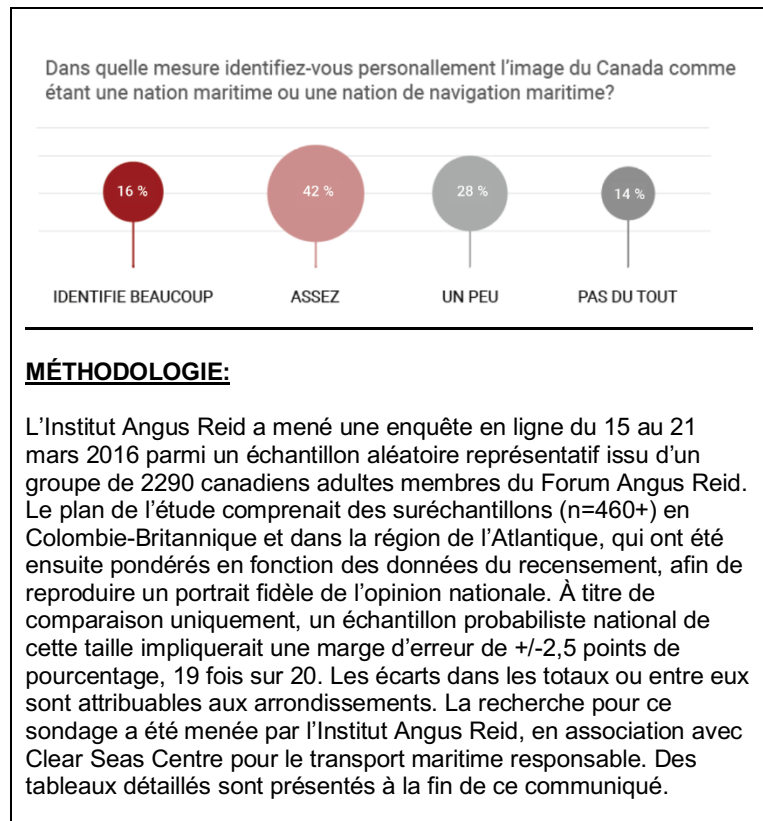 Dans quelle mesure identifiez-vous personallement l’image du Canada comme
étant une nation maritime ou une nation de navigation maritime?
16 %
42 %
28 %
14 %
IDENTIFIE BEAUCOUP
ASSEZ
UN PEU
PAS DU TOUT
MÉTHODOLOGIE:
L’Institut Angus Reid a mené une enquête en ligne du 15 au 21
mars 2016 parmi un échantillon aléatoire représentatif issu d’un
groupe de 2290 canadiens adultes membres du Forum Angus Reid.
Le plan de l’étude comprenait des suréchantillons (n=460+) en
Colombie-Britannique et dans la région de l’Atlantique, qui ont été
ensuite pondérés en fonction des données du recensement, afin de
reproduire un portrait fidèle de l’opinion nationale. À titre de
comparaison uniquement, un échantillon probabiliste national de
cette taille impliquerait une marge d’erreur de +/-2,5 points de
pourcentage, 19 fois sur 20. Les écarts dans les totaux ou entre eux
sont attribuables aux arrondissements. La recherche pour ce
sondage a été menée par l’Institut Angus Reid, en association avec
Clear Seas Centre pour le transport maritime responsable. Des
tableaux détaillés sont présentés à la fin de ce communiqué.